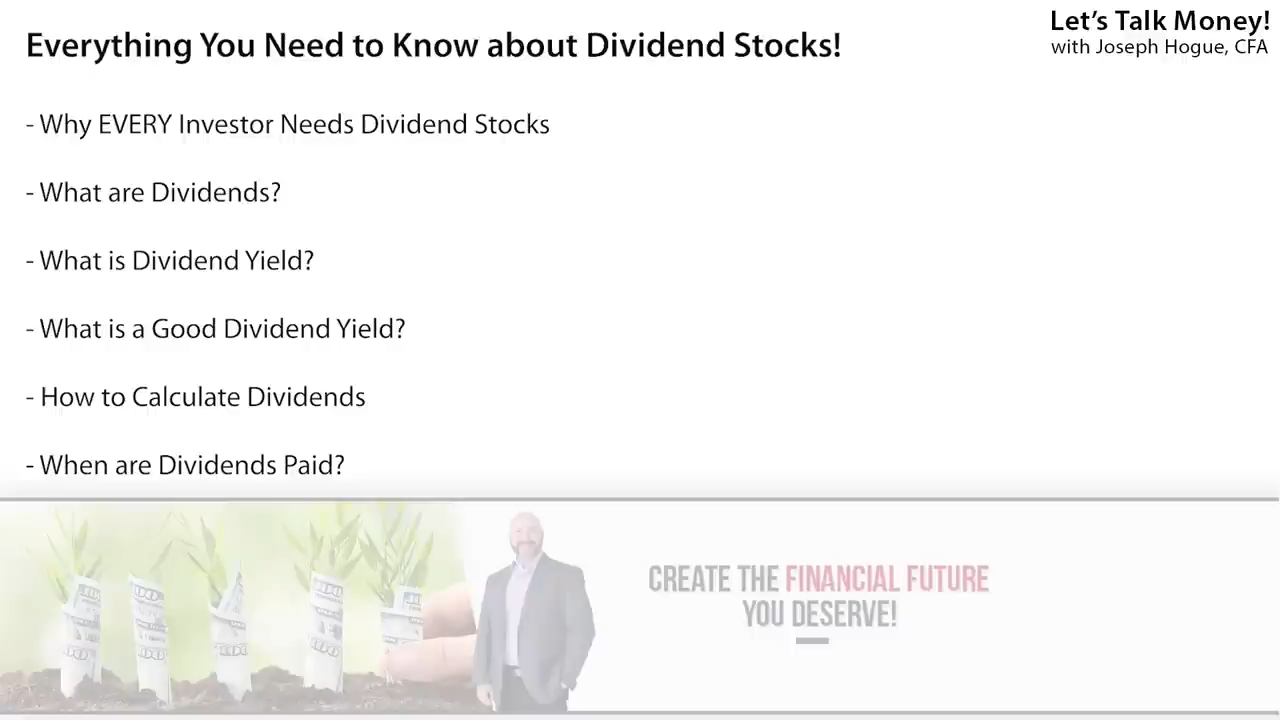 Everything You Need to Know about Dividend Stocks!
Let's Talk Money!
with Joseph Hogue, CFA
- Why EVERY Investor Needs Dividend Stocks
- What are Dividends?
- What is Dividend Yield?
- What is a Good Dividend Yield?
- How to Calculate Dividends
- When are Dividends Paid?
CREATE THE FINANCIAL FUTURE
YOU DESERVE!